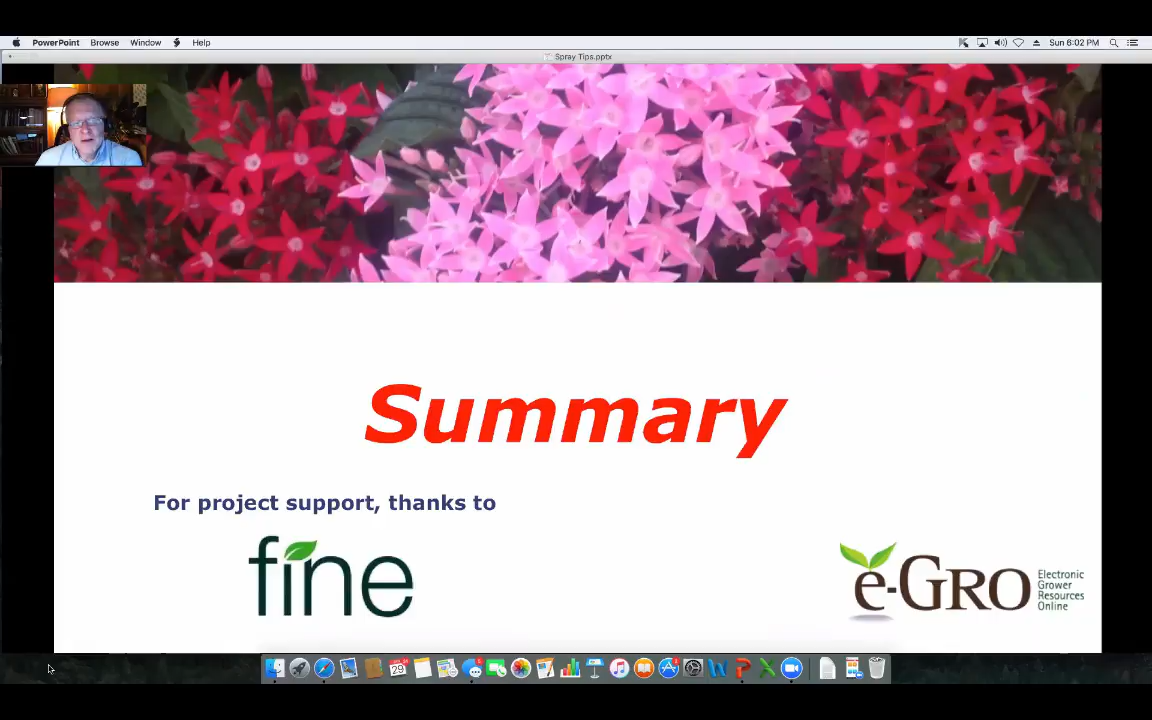 PowerPoint Browse Window Help Sun 6:02 PM
Spray Tips.pptx
Summary
For project support, thanks to
fine
e-GRO Electronic
Grower
Resources
Online
29